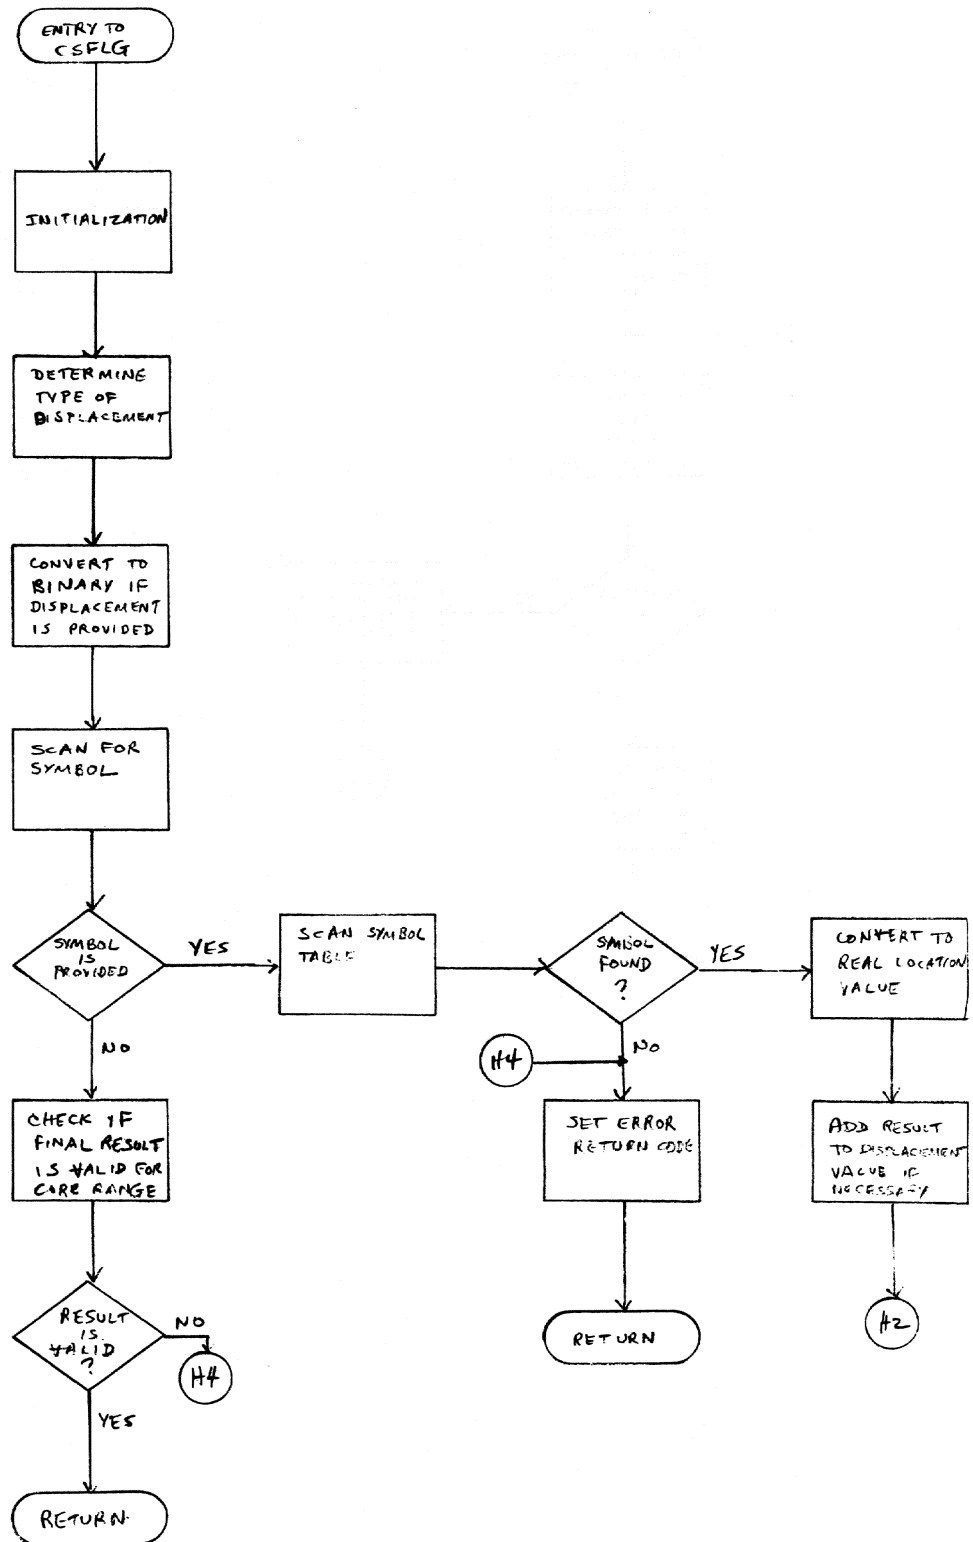 ENTRY TO
CSFLG
INITIALIZATION
DETERMINE
TYPE OF
DISPLACEMENT
CONVERT TO
BINARY IF
DISPLACEMENT
IS PROVIDED
SCAN FOR
SYMBOL
SYMBOL
IS
PROVIDED
YES
SCAN SYMBOL
TABLE
SYMBOL
FOUND
?
YES
CONVERT TO
REAL LOCATION
VALUE
NO
H4
NO
CHECK IF
FINAL RESULT
IS VALID FOR
CORE RANGE
SET ERROR
RETURN CODE
ADD RESULT
TO DISPLACEMENT
VALUE IF
NECESSARY
RESULT
IS
VALID
?
NO
H4
RETURN
H2
YES
RETURN